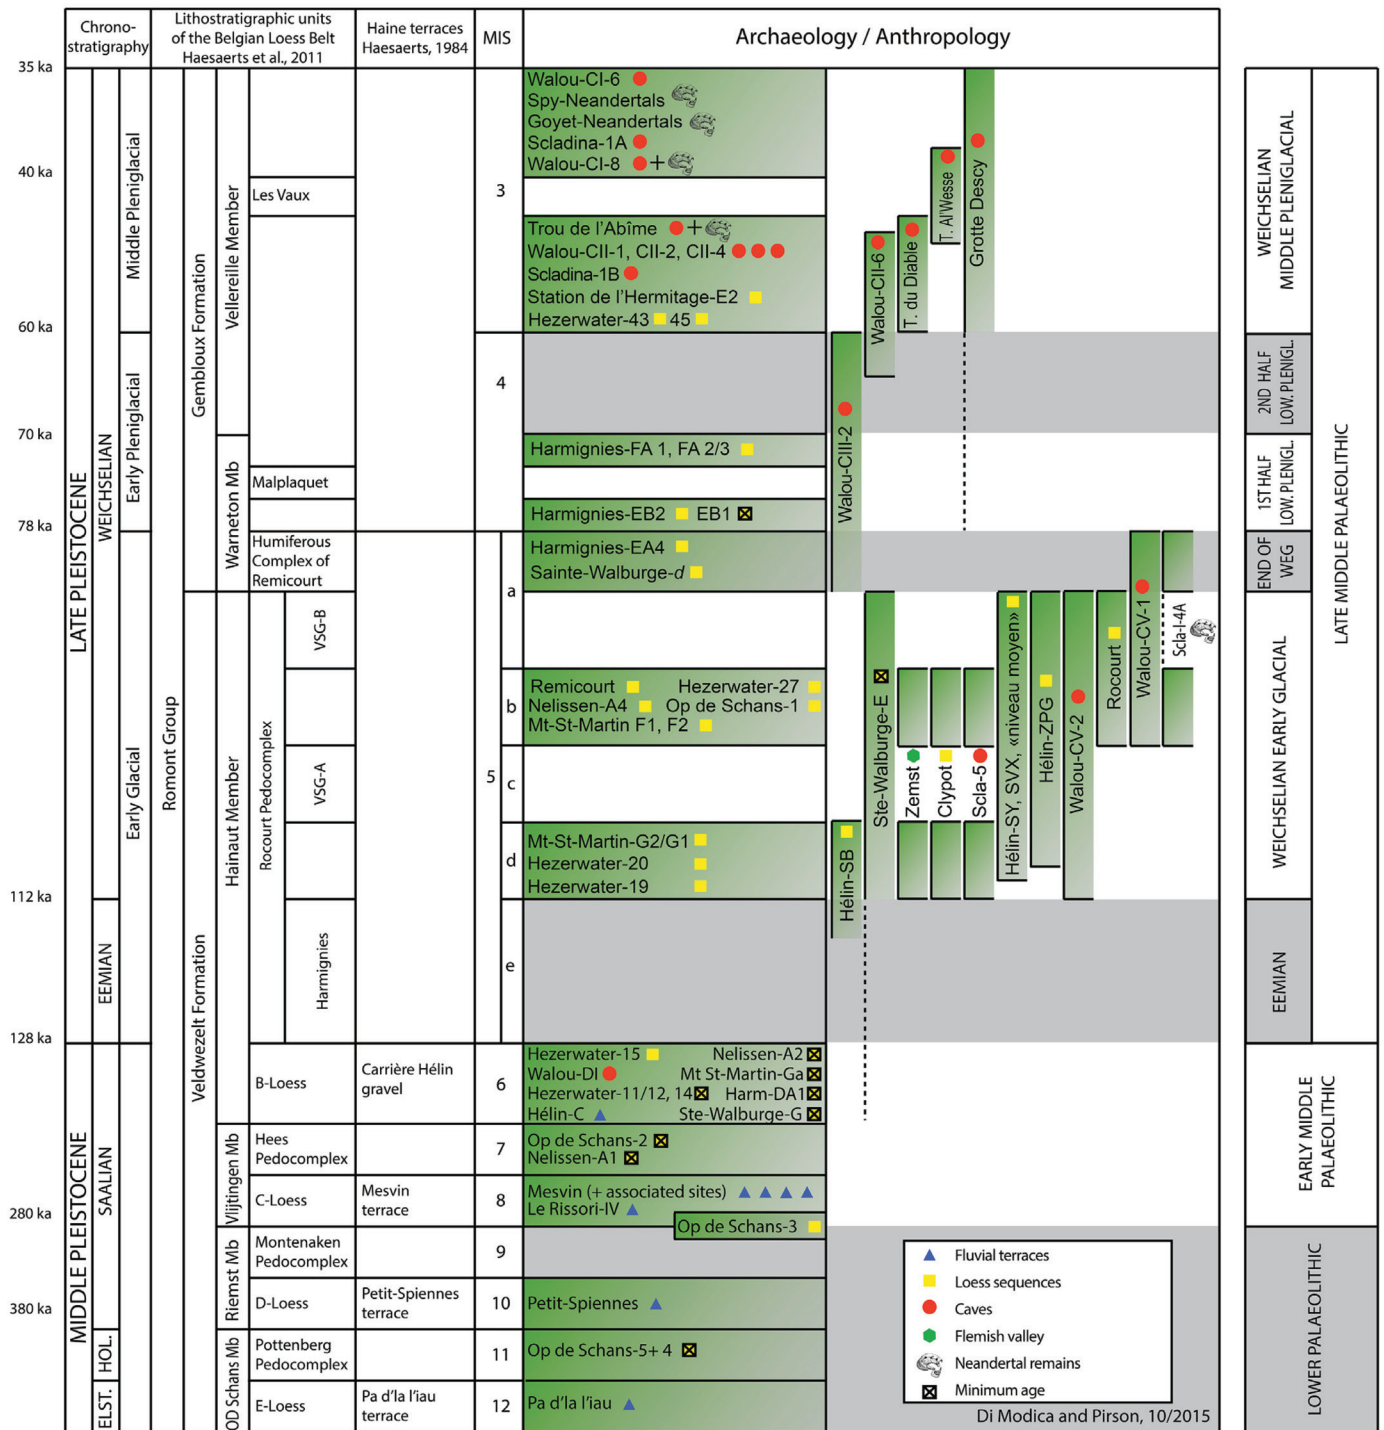 Chrono-
stratigraphy
Lithostratigraphic units
of the Belgian Loess Belt
Haesaerts et al., 2011
Haine terraces
Haesaerts, 1984
MIS
Archaeology / Anthropology
35 ka
40 ka
60 ka
70 ka
78 ka
112 ka
128 ka
280 ka
380 ka
LATE PLEISTOCENE
MIDDLE PLEISTOCENE
WEICHSELIAN
EEMIAN
SAALIAN
HOL.
ELST.
Middle Pleniglacial
Early Pleniglacial
Early Glacial
Romont Group
Gembloux Formation
Veldwezelt Formation
Vellereille Member
Warneton Mb
Hainaut Member
Vlijtingen Mb
Riemst Mb
OD Schans Mb
Les Vaux
Malplaquet
Humiferous
Complex of
Remicourt
Rocourt Pedocomplex
VSG-B
VSG-A
Harmignies
B-Loess
Hees
Pedocomplex
C-Loess
Montenaken
Pedocomplex
D-Loess
Pottenberg
Pedocomplex
E-Loess
Carrière Hélin
gravel
Mesvin
terrace
Petit-Spiennes
terrace
Pa d'la l'iau
terrace
3
4
5
a
b
c
d
e
6
7
8
9
10
11
12
Walou-CI-6
Spy-Neandertals
Goyet-Neandertals
Scladina-1A
Walou-CI-8 +
Trou de l'Abîme +
Walou-CII-1, CII-2, CII-4
Scladina-1B
Station de l'Hermitage-E2
Hezerwater-43 45
Harmignies-FA 1, FA 2/3
Harmignies-EB2 EB1
Harmignies-EA4
Sainte-Walburge-d
Remicourt Hezerwater-27
Nelissen-A4 Op de Schans-1
Mt-St-Martin F1, F2
Mt-St-Martin-G2/G1
Hezerwater-20
Hezerwater-19
Hezerwater-15 Nelissen-A2
Walou-DI Mt St-Martin-Ga
Hezerwater-11/12, 14 Harm-DA1
Hélin-C Ste-Walburge-G
Op de Schans-2
Nelissen-A1
Mesvin (+ associated sites)
Le Rissori-IV
Op de Schans-3
Petit-Spiennes
Op de Schans-5+ 4
Pa d'la l'iau
Walou-CIII-2
Walou-CII-6
T. du Diable
T. Al'Wesse
Grotte Descy
Hélin-SB
Ste-Walburge-E
Zemst
Clypot
Scla-5
Hélin-SY, SVX, «niveau moyen»
Hélin-ZPG
Walou-CV-2
Rocourt
Walou-CV-1
Scla-I-4A
Fluvial terraces
Loess sequences
Caves
Flemish valley
Neandertal remains
Minimum age
Di Modica and Pirson, 10/2015
WEICHSELIAN
MIDDLE PLENIGLACIAL
2ND HALF
LOW. PLENIGL.
1ST HALF
LOW. PLENIGL.
END OF
WEG
WEICHSELIAN EARLY GLACIAL
EEMIAN
LATE MIDDLE PALAEOLITHIC
EARLY MIDDLE
PALAEOLITHIC
LOWER PALAEOLITHIC